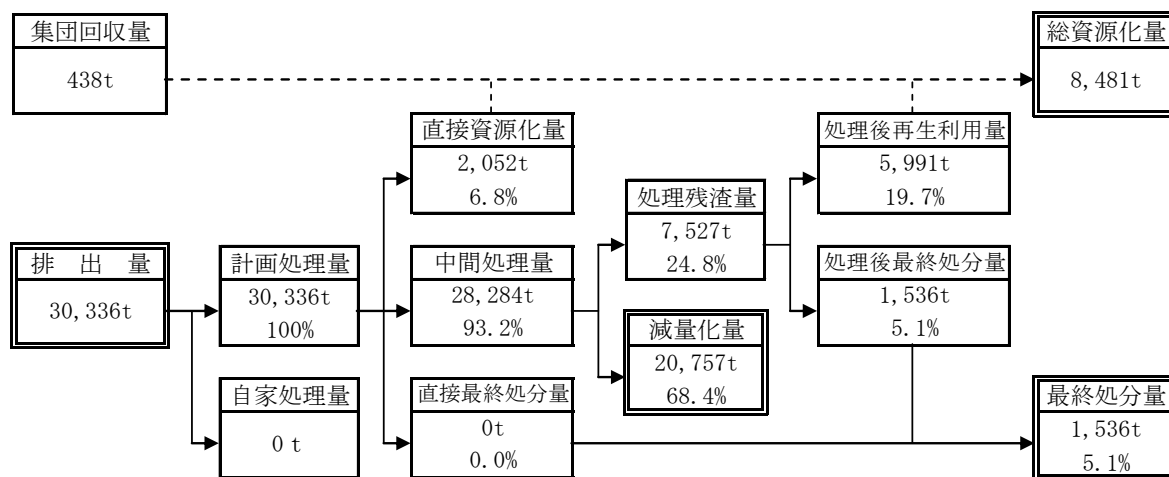 集団回収量
438t
総資源化量
8,481t
直接資源化量
2,052t
6.8%
処理後再生利用量
5,991t
19.7%
処理残渣量
7,527t
24.8%
排 出 量
30,336t
計画処理量
30,336t
100%
中間処理量
28,284t
93.2%
処理後最終処分量
1,536t
5.1%
減量化量
20,757t
68.4%
自家処理量
0 t
直接最終処分量
0t
0.0%
最終処分量
1,536t
5.1%